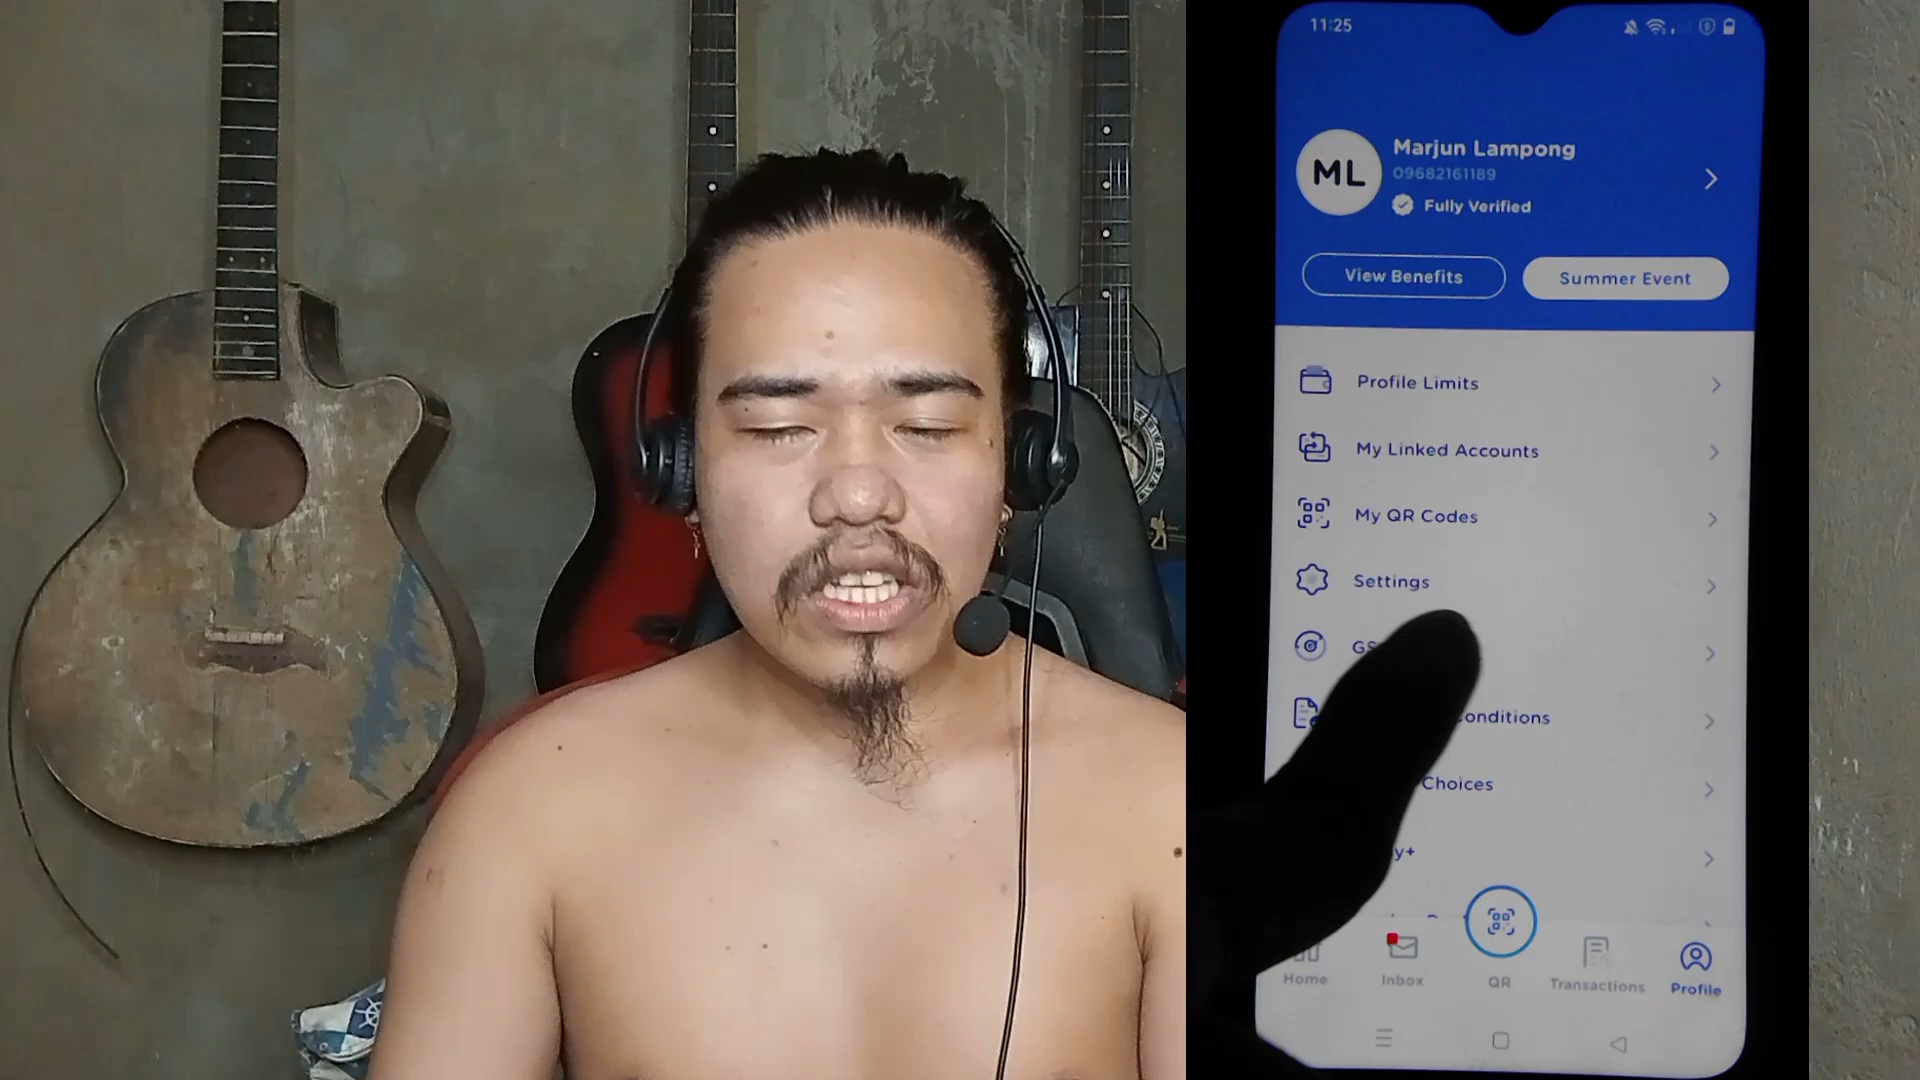 11:25
ML
Marjun Lampong
09682161189
Fully Verified
View Benefits
Summer Event
Profile Limits
My Linked Accounts
My QR Codes
Settings
Conditions
Choices
Home
Inbox
QR
Transactions
Profile